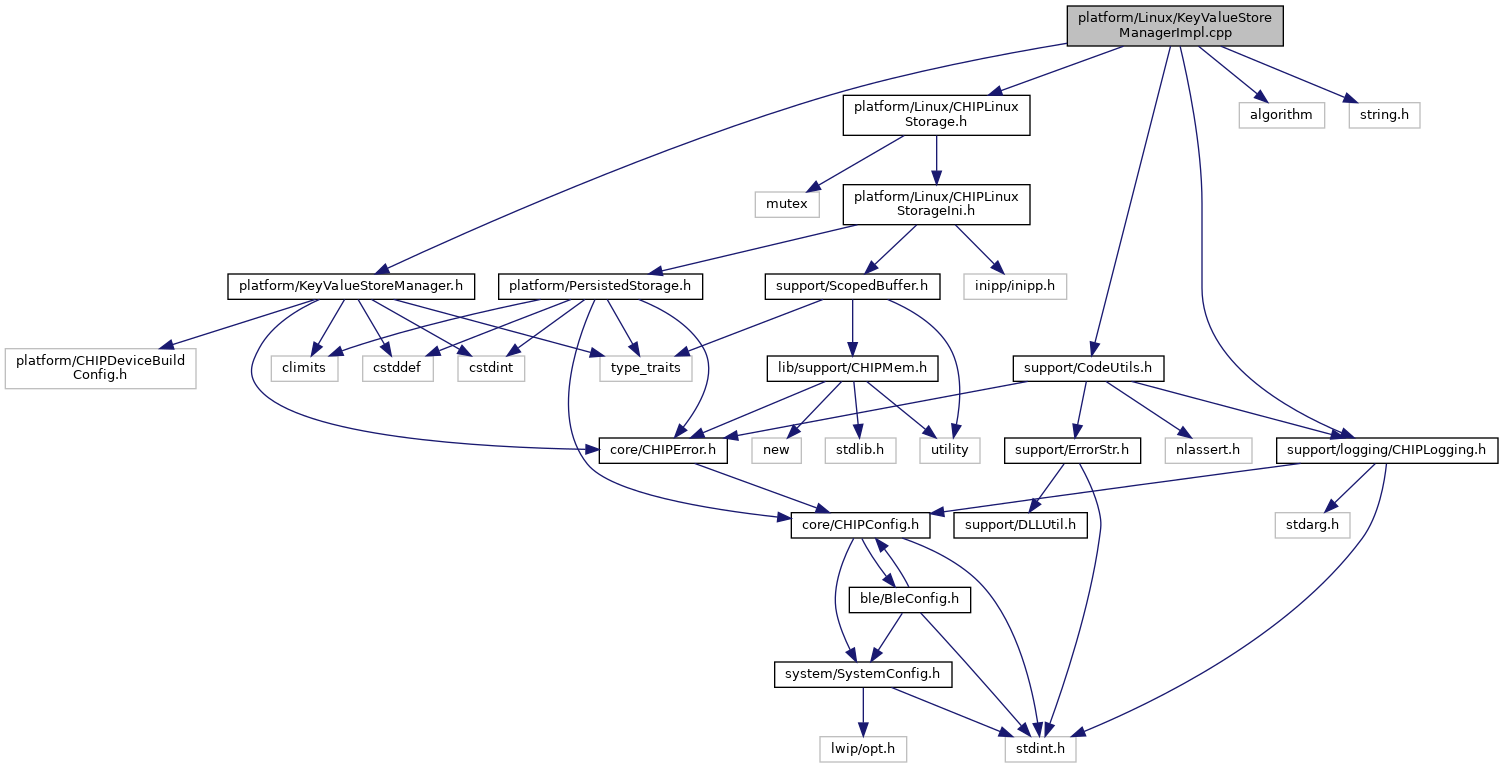 platform/Linux/KeyValueStore
ManagerImpl.cpp
platform/Linux/CHIPLinux
Storage.h
algorithm
string.h
mutex
platform/Linux/CHIPLinux
StorageIni.h
platform/KeyValueStoreManager.h
platform/PersistedStorage.h
support/ScopedBuffer.h
inipp/inipp.h
platform/CHIPDeviceBuild
Config.h
climits
cstddef
cstdint
type_traits
lib/support/CHIPMem.h
support/CodeUtils.h
core/CHIPError.h
new
stdlib.h
utility
support/ErrorStr.h
nlassert.h
support/logging/CHIPLogging.h
core/CHIPConfig.h
support/DLLUtil.h
stdarg.h
ble/BleConfig.h
system/SystemConfig.h
lwip/opt.h
stdint.h